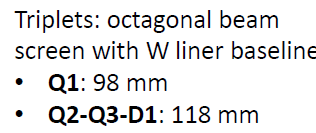 Triplets: octagonal beam
screen with W liner baseline
• Q1: 98 mm
• Q2-Q3-D1: 118 mm